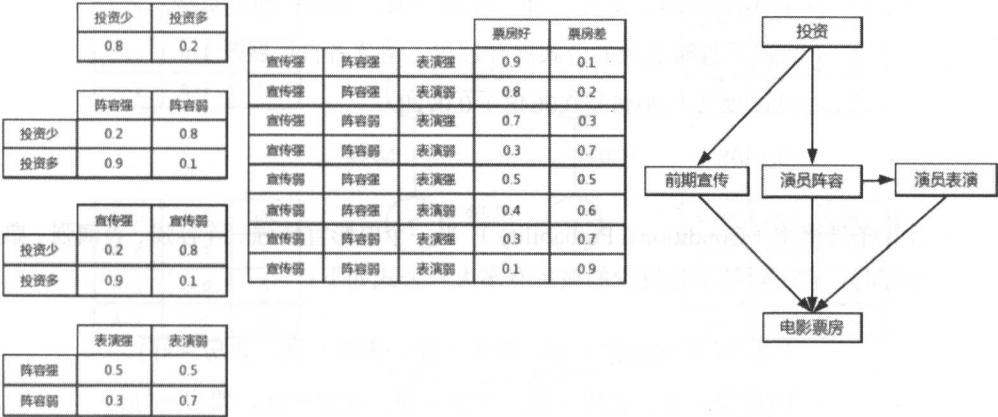 投资少 投资多
0.8 0.2
阵容强 阵容弱
投资少 0.2 0.8
投资多 0.9 0.1
宣传强 宣传弱
投资少 0.2 0.8
投资多 0.9 0.1
表演强 表演弱
阵容强 0.5 0.5
阵容弱 0.3 0.7
票房好 票房差
宣传强 阵容强 表演强 0.9 0.1
宣传强 阵容强 表演弱 0.8 0.2
宣传强 阵容弱 表演强 0.7 0.3
宣传强 阵容弱 表演弱 0.3 0.7
宣传弱 阵容强 表演强 0.5 0.5
宣传弱 阵容强 表演弱 0.4 0.6
宣传弱 阵容弱 表演强 0.3 0.7
宣传弱 阵容弱 表演弱 0.1 0.9
投资
前期宣传 演员阵容 演员表演
电影票房